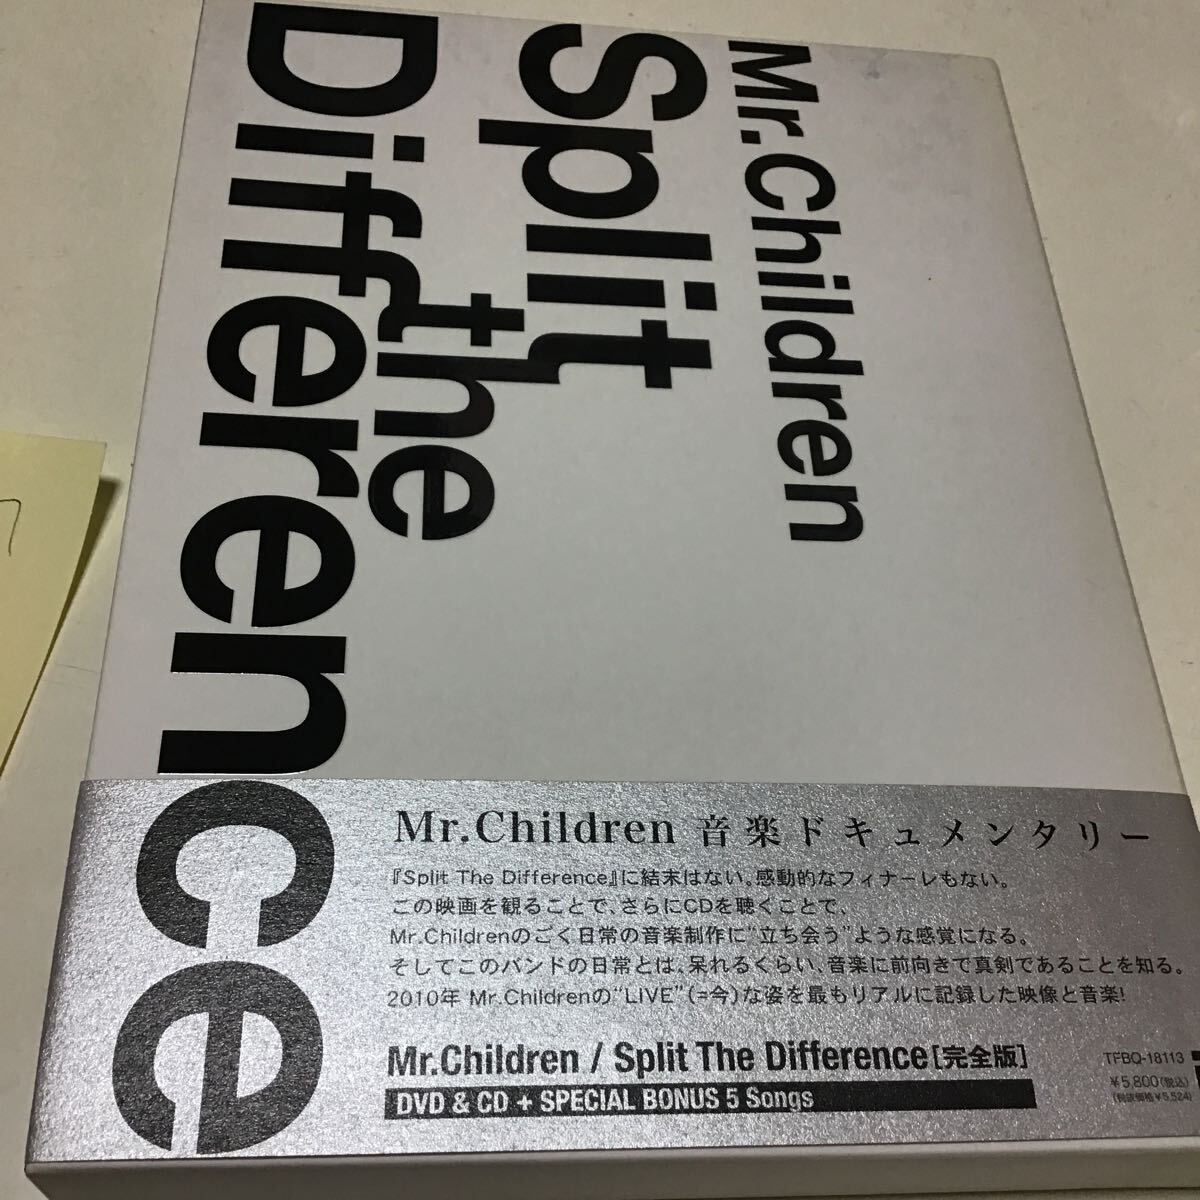 Mr.Children
Split
the
Difference
Mr.Children 音楽ドキュメンタリー
『Split The Difference』に結末はない。感動的なフィナーレもない。
この映画を観ることで、さらにCDを聴くことで、
Mr.Childrenのごく日常の音楽制作に“立ち会う”ような感覚になる。
そしてこのバンドの日常とは、呆れるくらい、音楽に前向きで真剣であることを知る。
2010年 Mr.Childrenの“LIVE”(=今)な姿を最もリアルに記録した映像と音楽!
Mr.Children / Split The Difference[完全版]
DVD & CD + SPECIAL BONUS 5 Songs
TFBQ-18113
¥5,800(税込)
(税抜価格¥5,524)